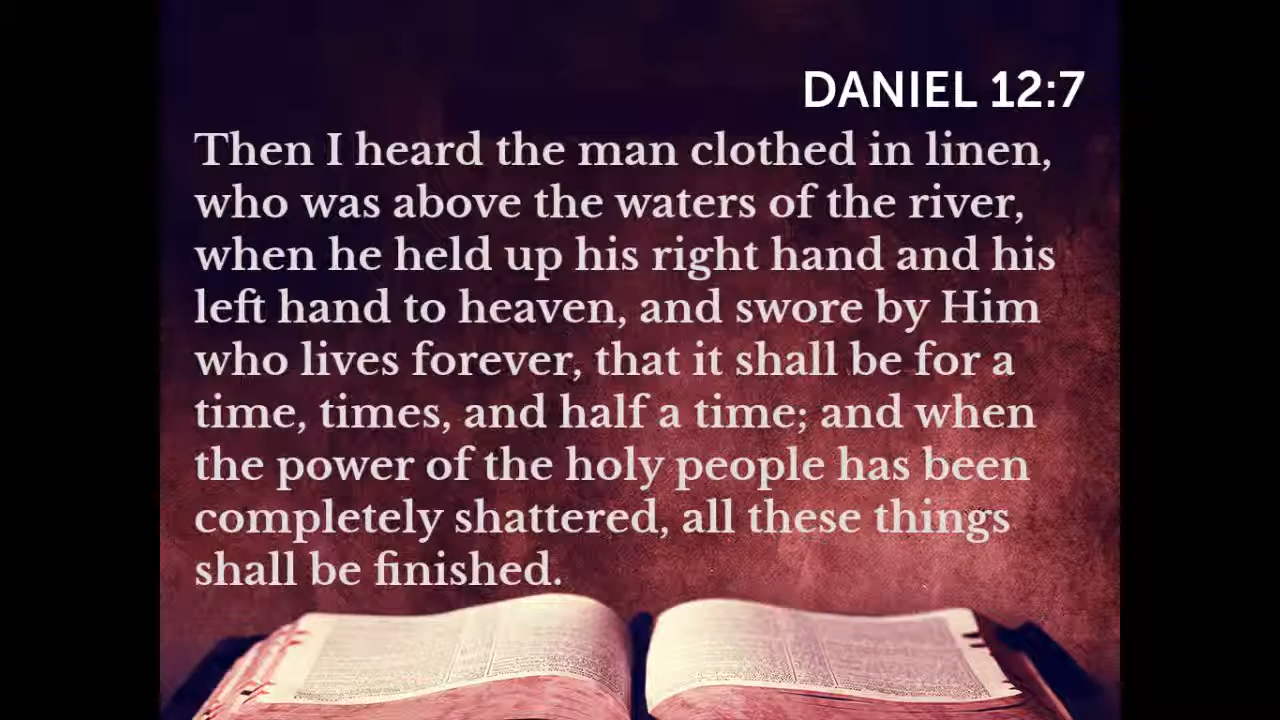 DANIEL 12:7
Then I heard the man clothed in linen,
who was above the waters of the river,
when he held up his right hand and his
left hand to heaven, and swore by Him
who lives forever, that it shall be for a
time, times, and half a time; and when
the power of the holy people has been
completely shattered, all these things
shall be finished.